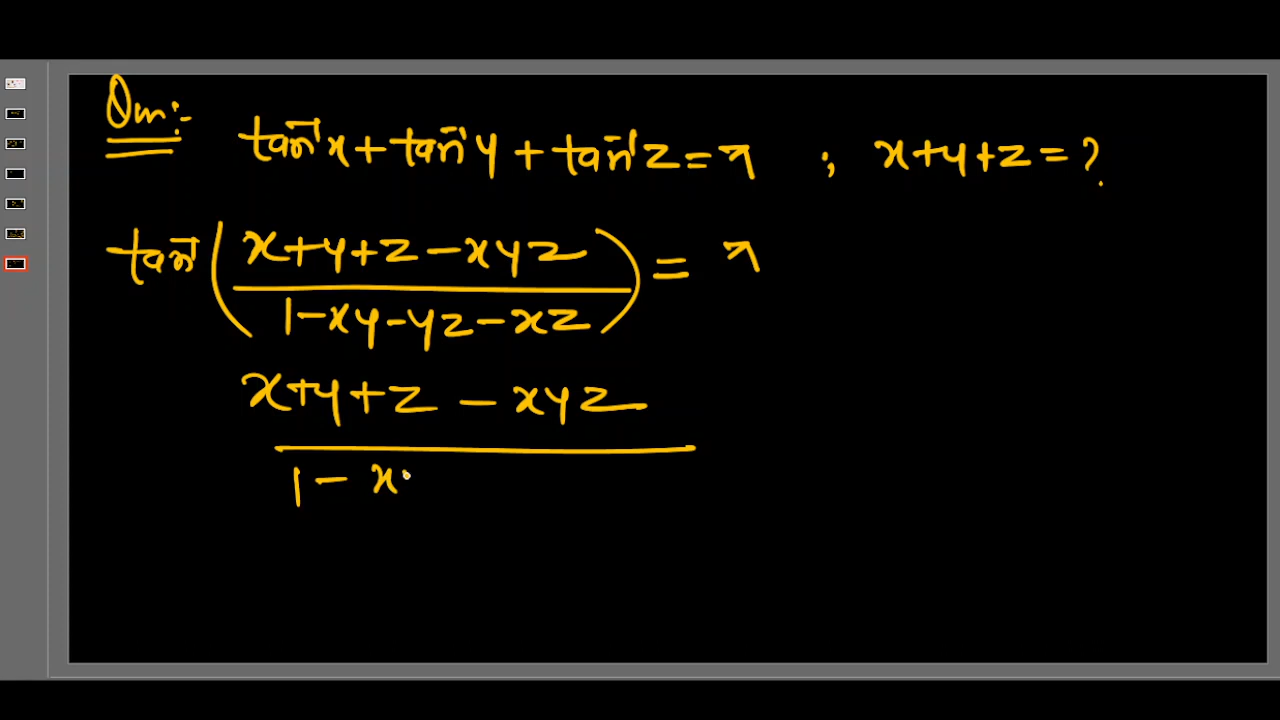 Qn:-
tan⁻¹x + tan⁻¹y + tan⁻¹z = π ; x+y+z = ?
tan⁻¹( (x+y+z-xyz) / (1-xy-yz-xz) ) = π
x+y+z - xyz
1 - x